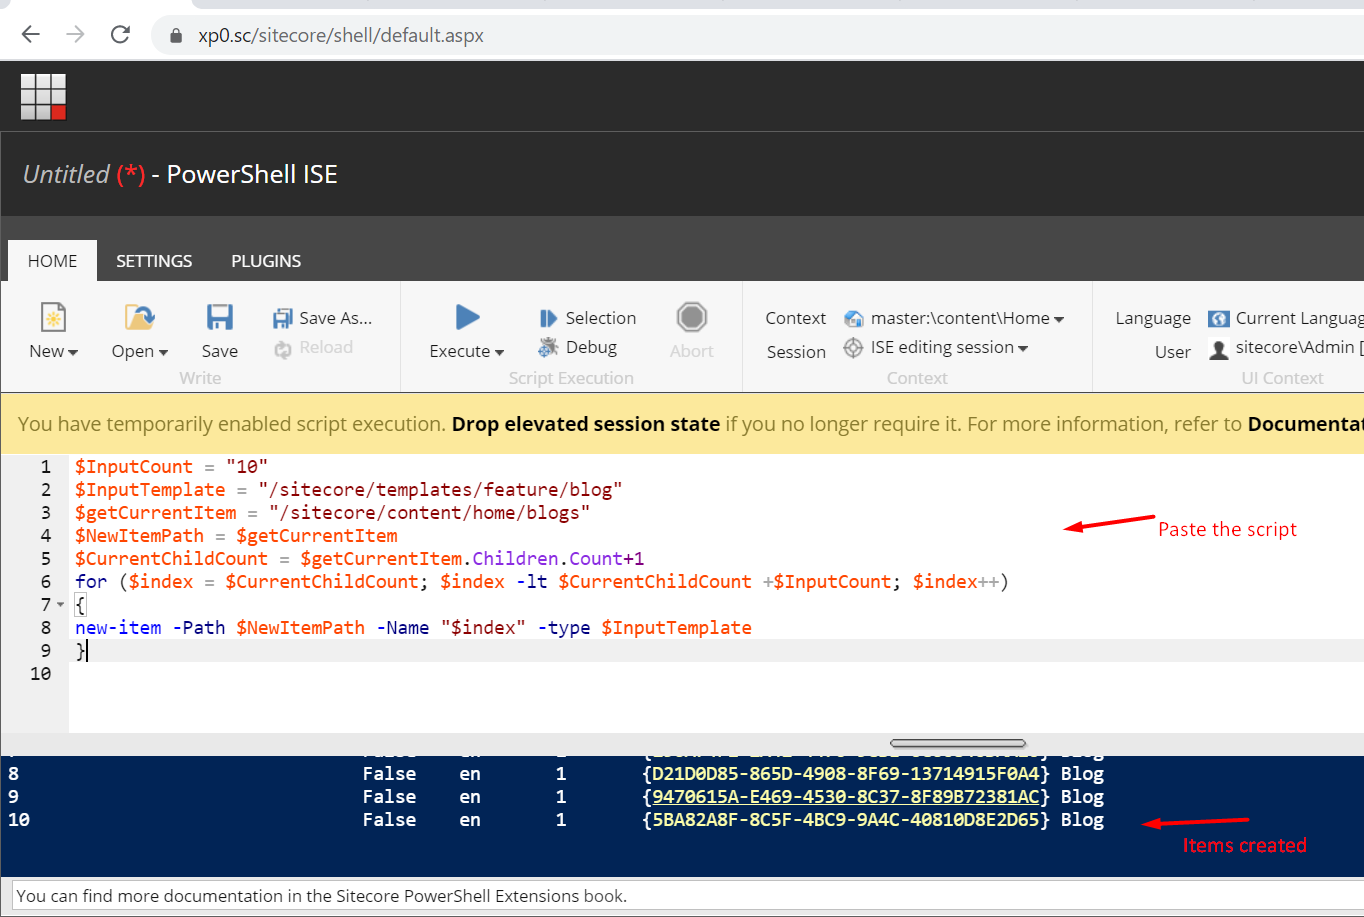 xp0.sc/sitecore/shell/default.aspx
Untitled (*) - PowerShell ISE
HOME SETTINGS PLUGINS
New Open Save Save As... Reload
Write
Execute Selection Debug Abort
Script Execution
Context master:\content\Home
Session ISE editing session
Context
Language Current Languag
User sitecore\Admin [
UI Context
You have temporarily enabled script execution. Drop elevated session state if you no longer require it. For more information, refer to Documentat
1 $InputCount = "10"
2 $InputTemplate = "/sitecore/templates/feature/blog"
3 $getCurrentItem = "/sitecore/content/home/blogs"
4 $NewItemPath = $getCurrentItem
5 $CurrentChildCount = $getCurrentItem.Children.Count+1
6 for ($index = $CurrentChildCount; $index -lt $CurrentChildCount +$InputCount; $index++)
7 {
8 new-item -Path $NewItemPath -Name "$index" -type $InputTemplate
9 }
10
Paste the script
8 False en 1 {D21D0D85-865D-4908-8F69-13714915F0A4} Blog
9 False en 1 {9470615A-E469-4530-8C37-8F89B72381AC} Blog
10 False en 1 {5BA82A8F-8C5F-4BC9-9A4C-40810D8E2D65} Blog
Items created
You can find more documentation in the Sitecore PowerShell Extensions book.